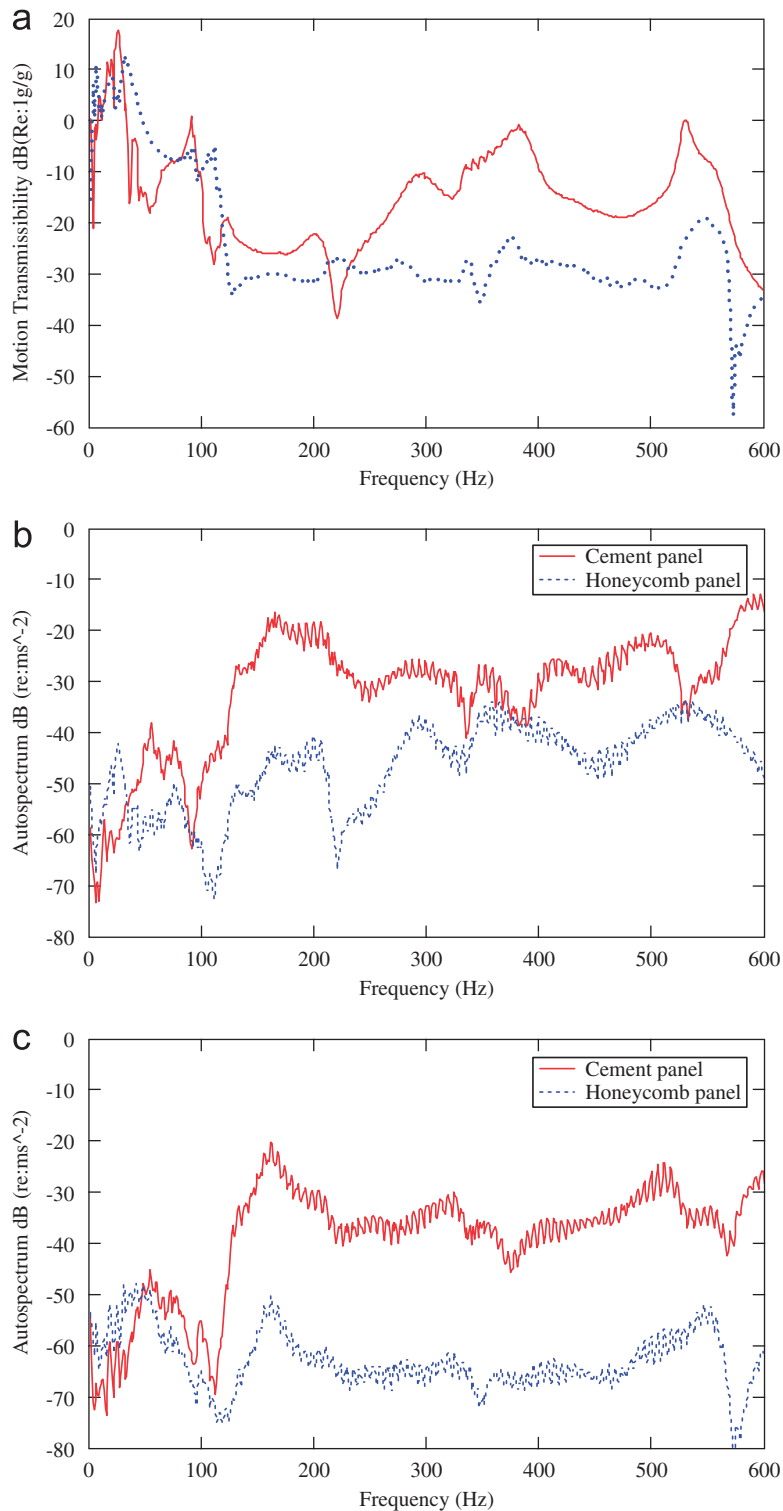 a
Motion Transmissibility dB(Re:1g/g)
20
10
0
-10
-20
-30
-40
-50
-60
0 100 200 300 400 500 600
Frequency (Hz)
b
Autospectrum dB (re:ms^-2)
0
-10
-20
-30
-40
-50
-60
-70
-80
Cement panel
Honeycomb panel
0 100 200 300 400 500 600
Frequency (Hz)
c
Autospectrum dB (re:ms^-2)
0
-10
-20
-30
-40
-50
-60
-70
-80
Cement panel
Honeycomb panel
0 100 200 300 400 500 600
Frequency (Hz)